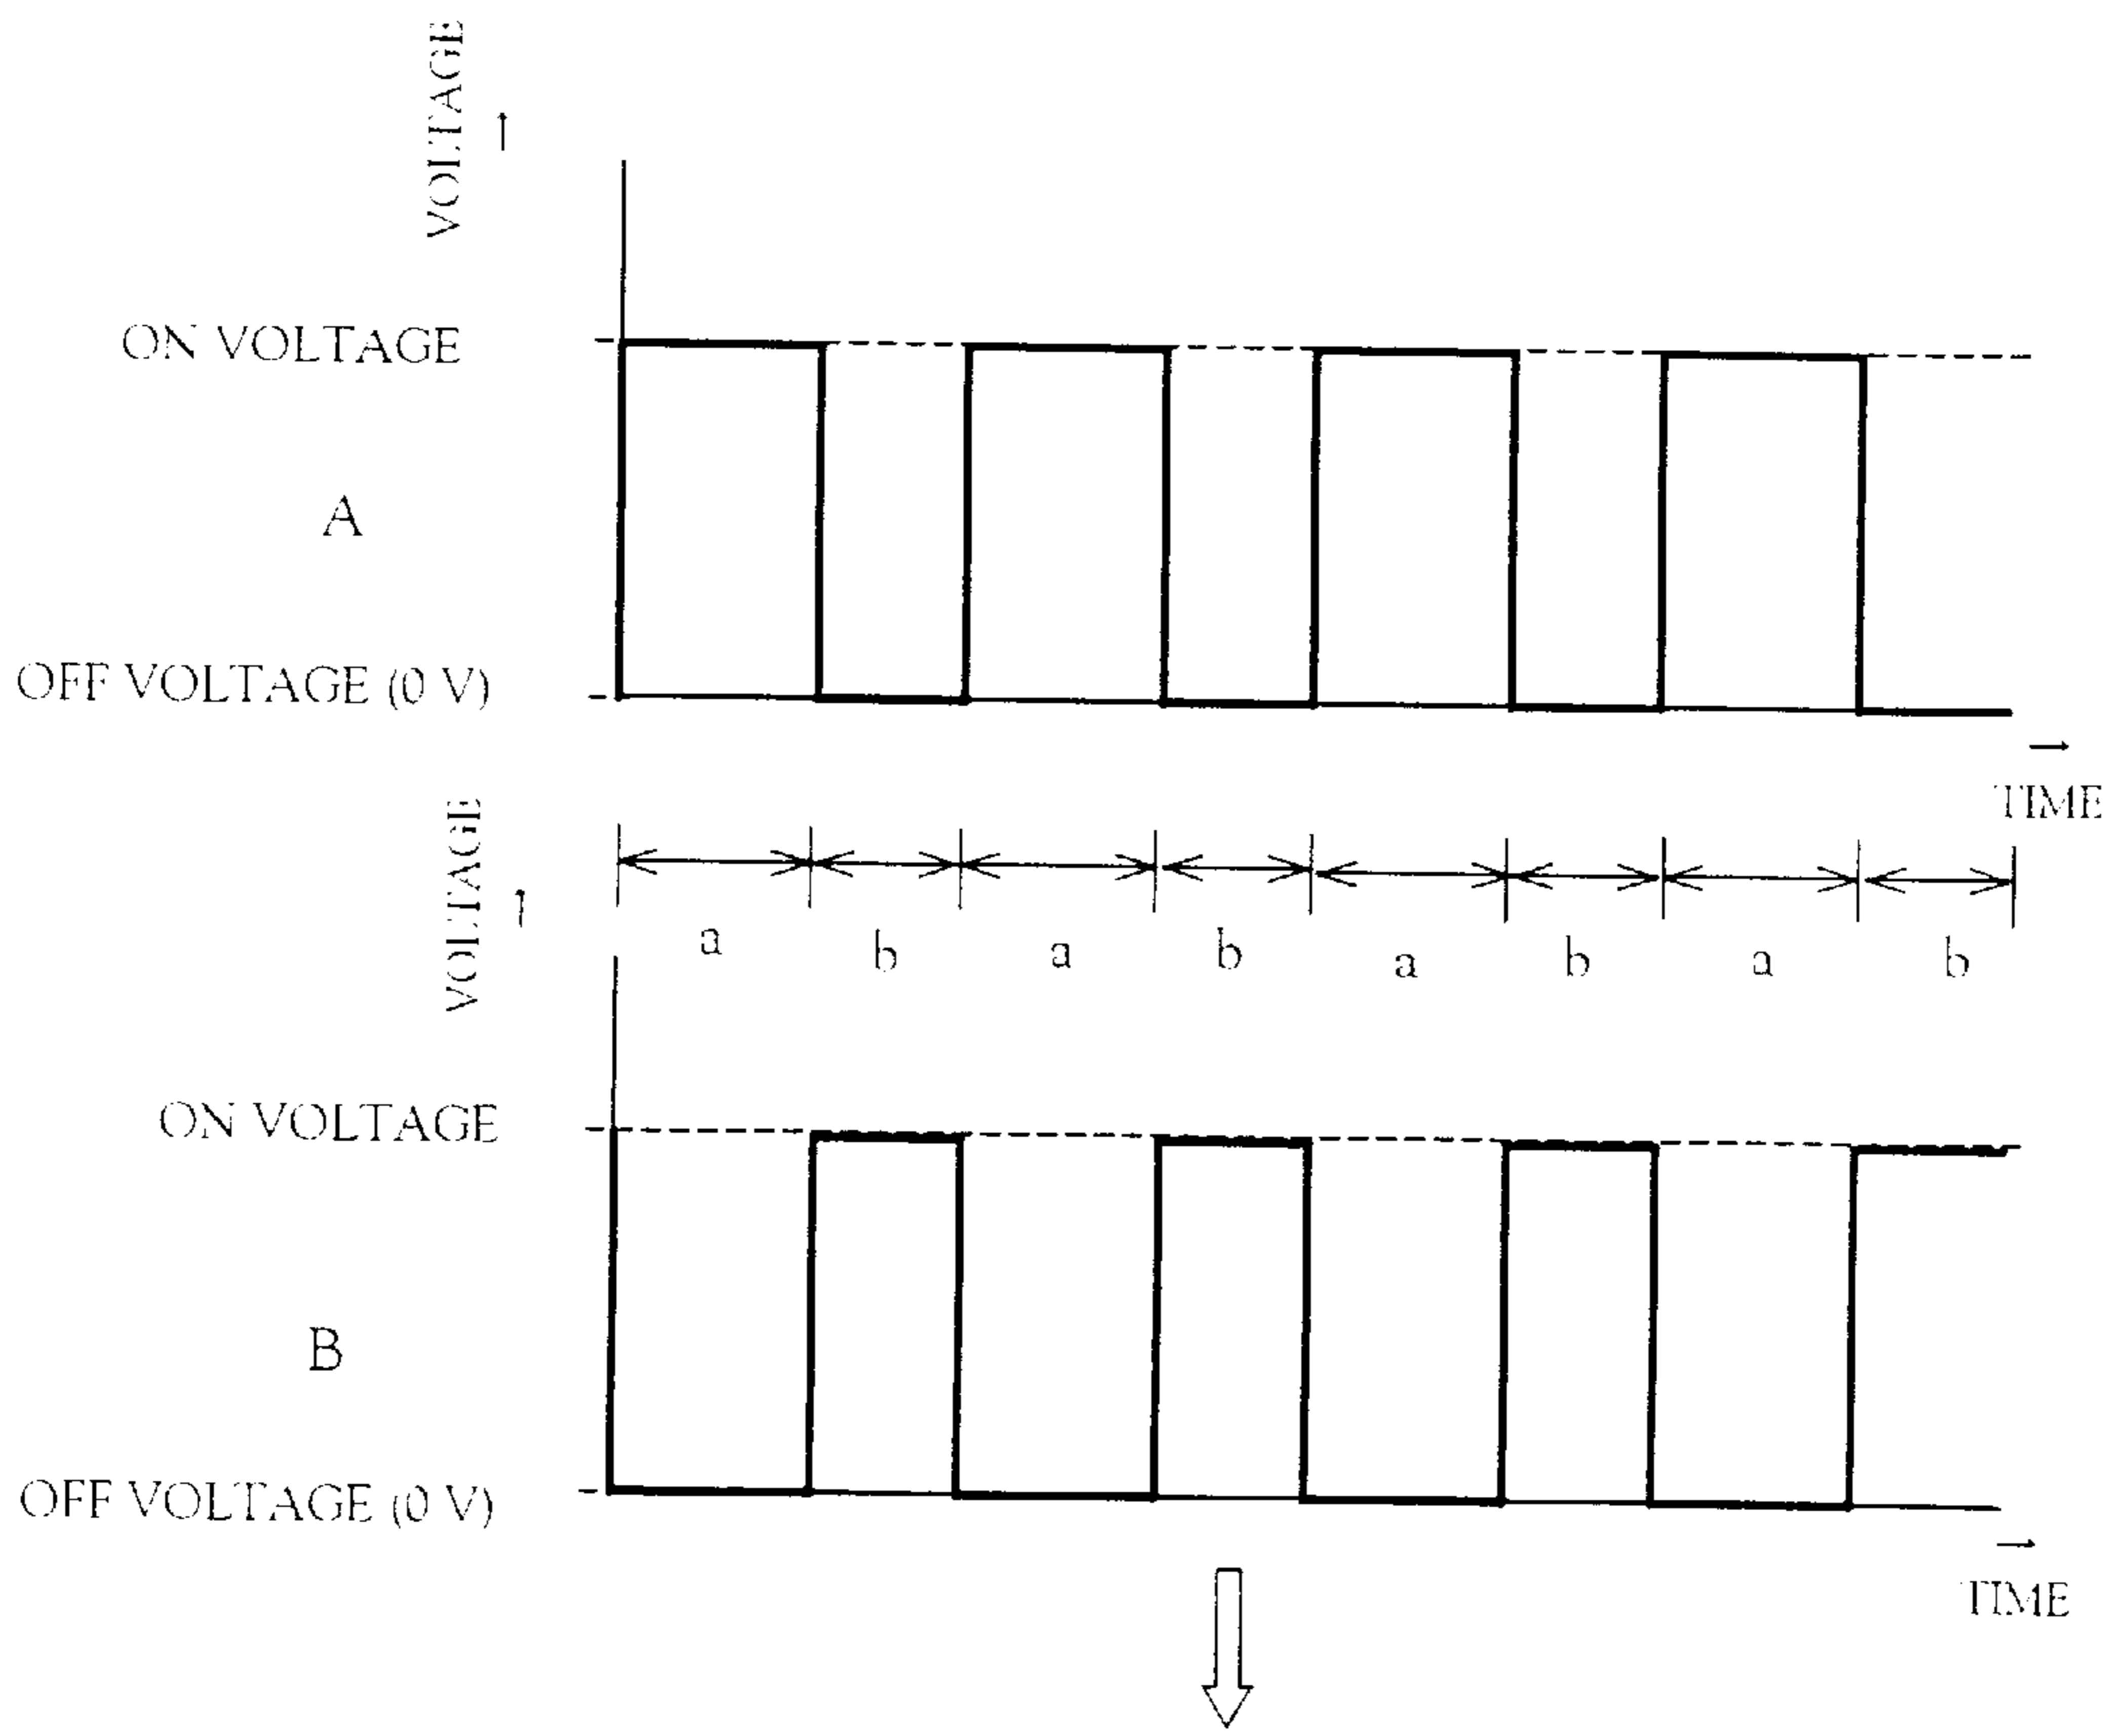 VOLTAGE
ON VOLTAGE
A
OFF VOLTAGE (0 V)
TIME
VOLTAGE
a b a b a b a b
ON VOLTAGE
B
OFF VOLTAGE (0 V)
TIME